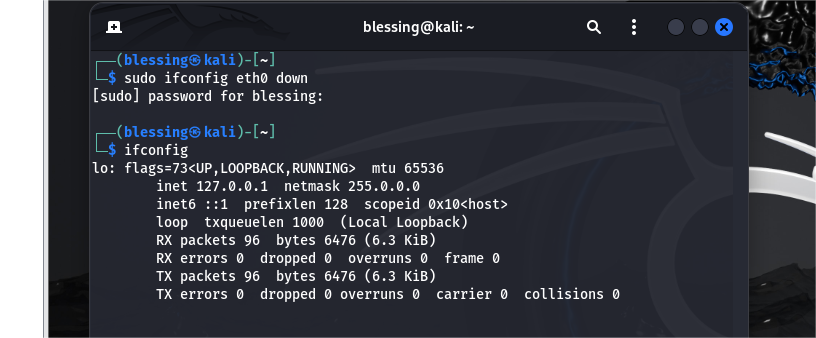 blessing@kali: ~
┌──(blessing㉿kali)-[~]
└─$ sudo ifconfig eth0 down
[sudo] password for blessing:
┌──(blessing㉿kali)-[~]
└─$ ifconfig
lo: flags=73<UP,LOOPBACK,RUNNING>  mtu 65536
        inet 127.0.0.1  netmask 255.0.0.0
        inet6 ::1  prefixlen 128  scopeid 0x10<host>
        loop  txqueuelen 1000  (Local Loopback)
        RX packets 96  bytes 6476 (6.3 KiB)
        RX errors 0  dropped 0  overruns 0  frame 0
        TX packets 96  bytes 6476 (6.3 KiB)
        TX errors 0  dropped 0 overruns 0  carrier 0  collisions 0